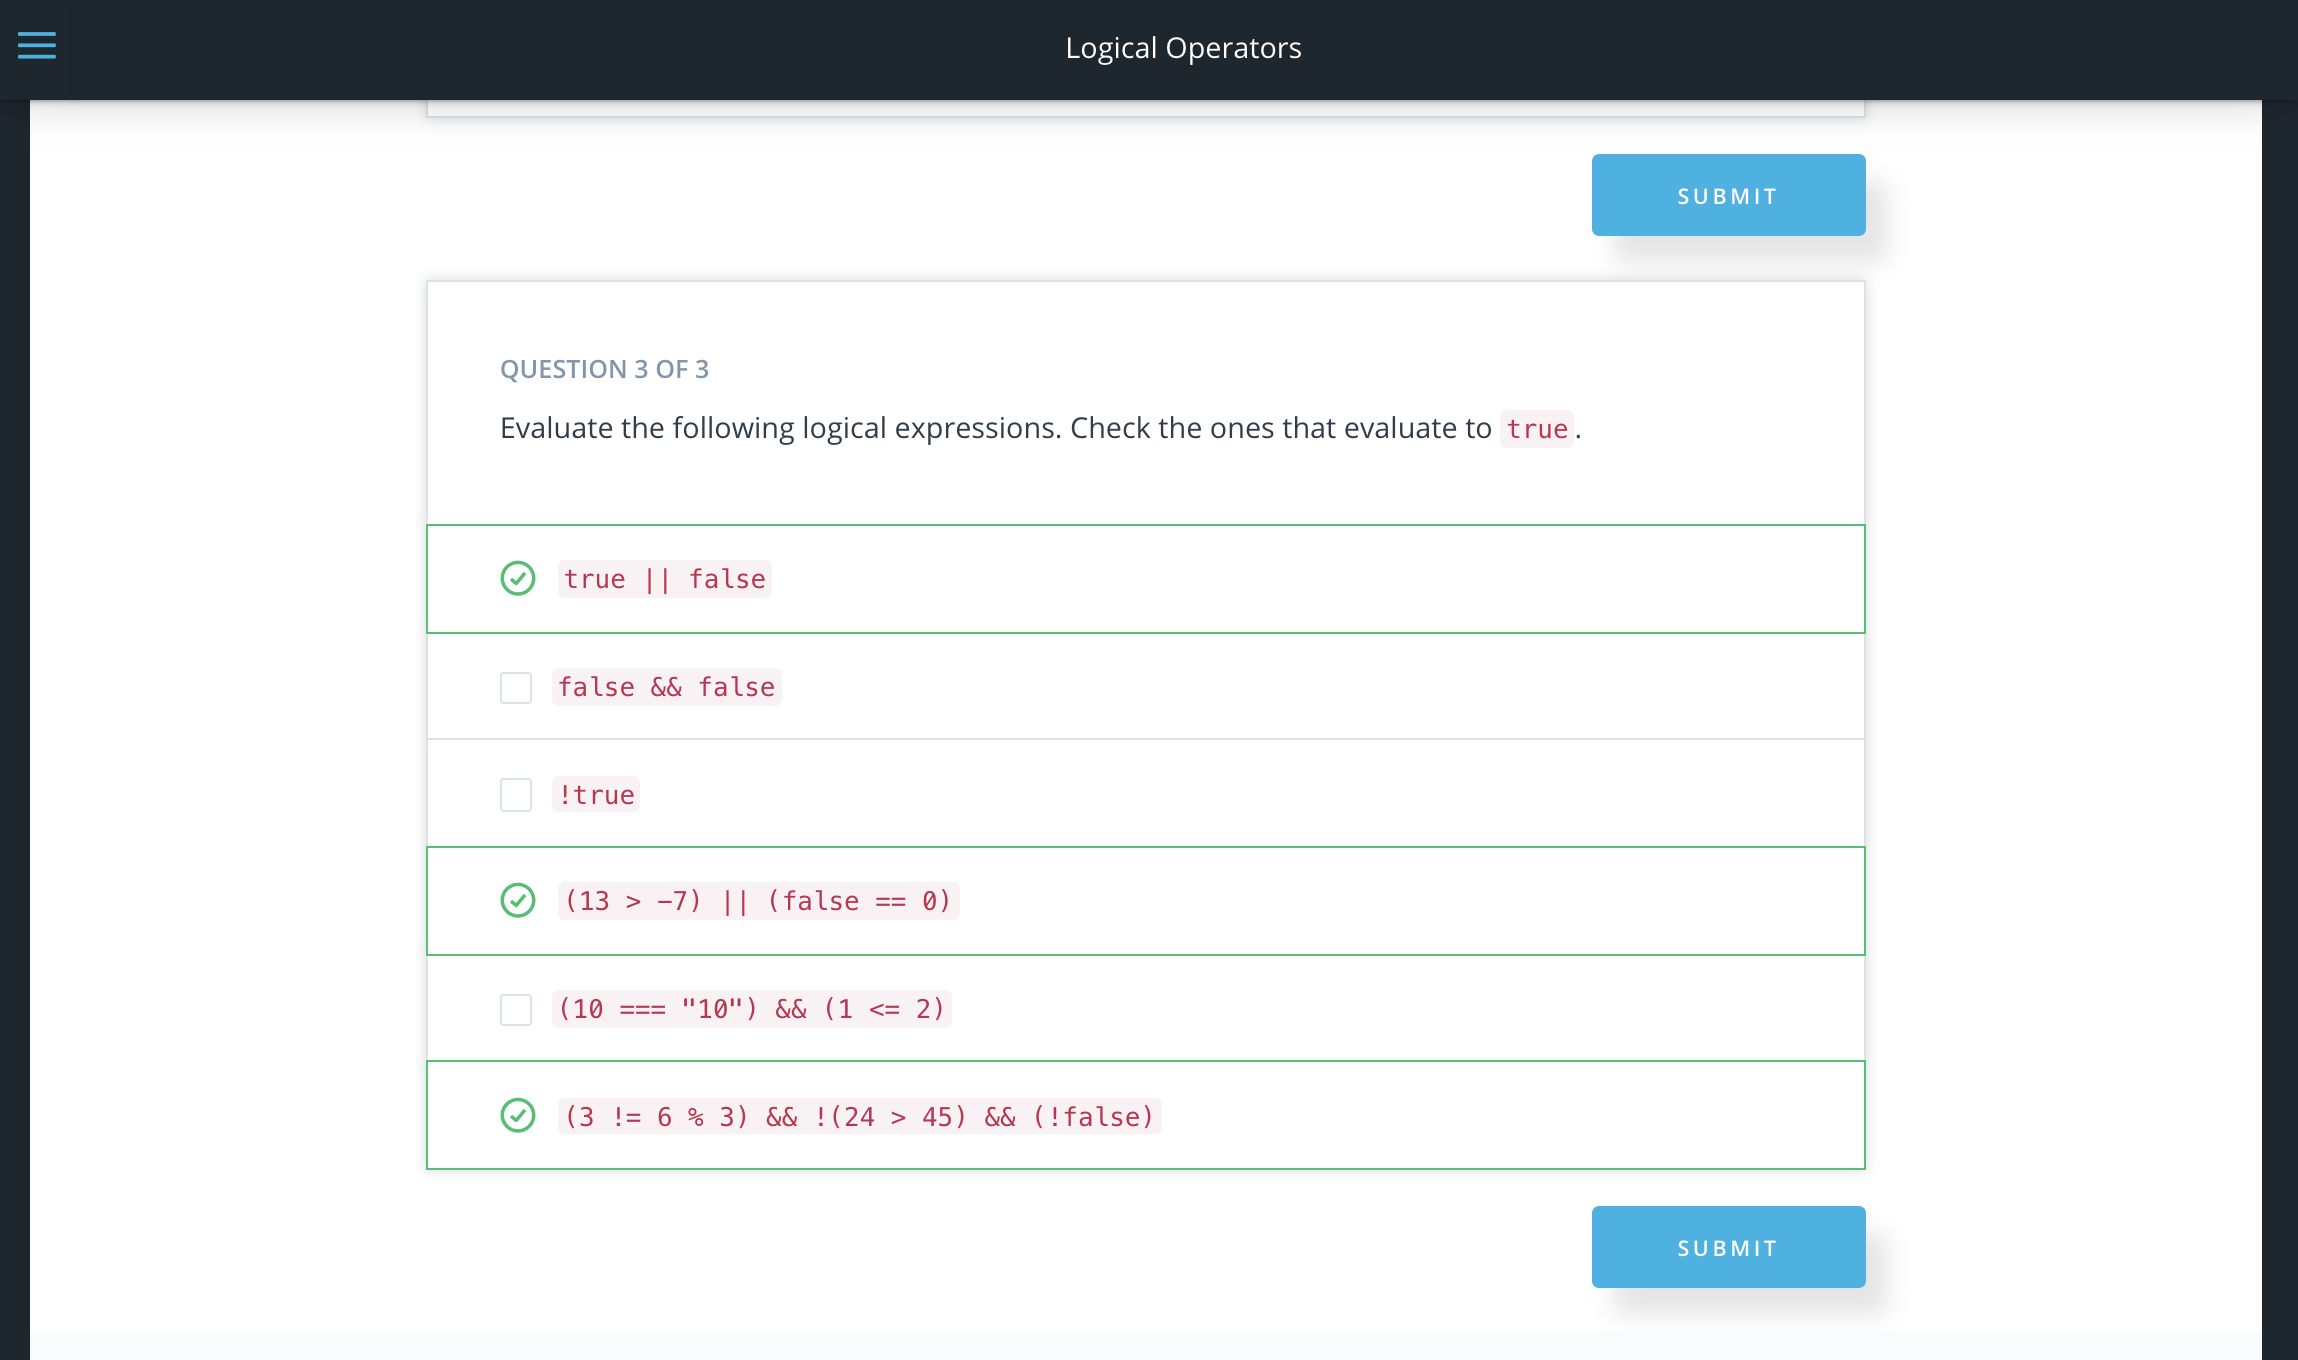 Logical Operators
SUBMIT
QUESTION 3 OF 3
Evaluate the following logical expressions. Check the ones that evaluate to true.
true || false
false && false
!true
(13 > -7) || (false == 0)
(10 === "10") && (1 <= 2)
(3 != 6 % 3) && !(24 > 45) && (!false)
SUBMIT